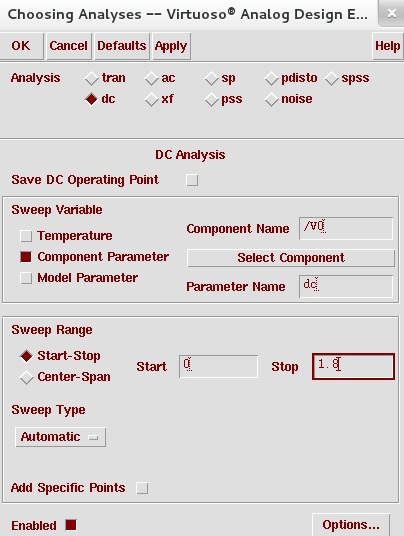 Choosing Analyses -- Virtuoso® Analog Design E...
OK Cancel Defaults Apply Help
Analysis tran ac sp pdisto spss
dc xf pss noise
DC Analysis
Save DC Operating Point
Sweep Variable
Temperature
Component Parameter
Model Parameter
Component Name /V0
Select Component
Parameter Name dc
Sweep Range
Start-Stop
Center-Span
Start 0 Stop 1.8
Sweep Type
Automatic
Add Specific Points
Enabled Options...